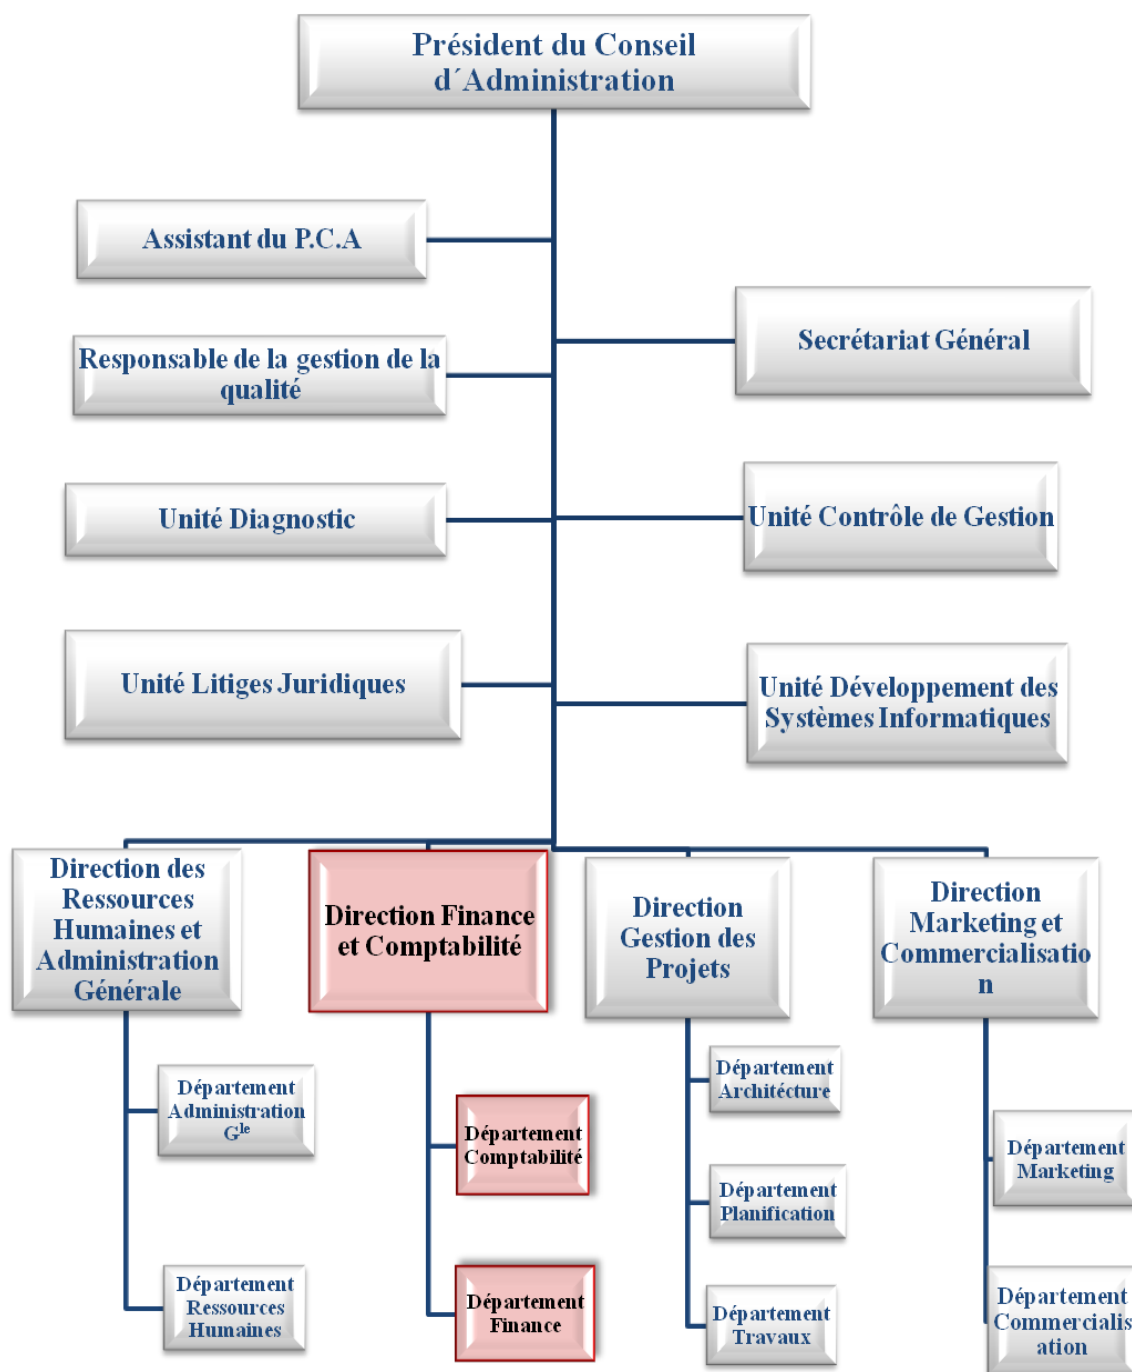 Président du Conseil
d´Administration
Assistant du P.C.A
Secrétariat Général
Responsable de la gestion de la
qualité
Unité Diagnostic
Unité Contrôle de Gestion
Unité Litiges Juridiques
Unité Développement des
Systèmes Informatiques
Direction des
Ressources
Humaines et
Administration
Générale
Direction Finance
et Comptabilité
Direction
Gestion des
Projets
Direction
Marketing et
Commercialisatio
n
Département
Administration
Gle
Département
Ressources
Humaines
Département
Comptabilité
Département
Finance
Département
Architécture
Département
Planification
Département
Travaux
Département
Marketing
Département
Commercialis
ation